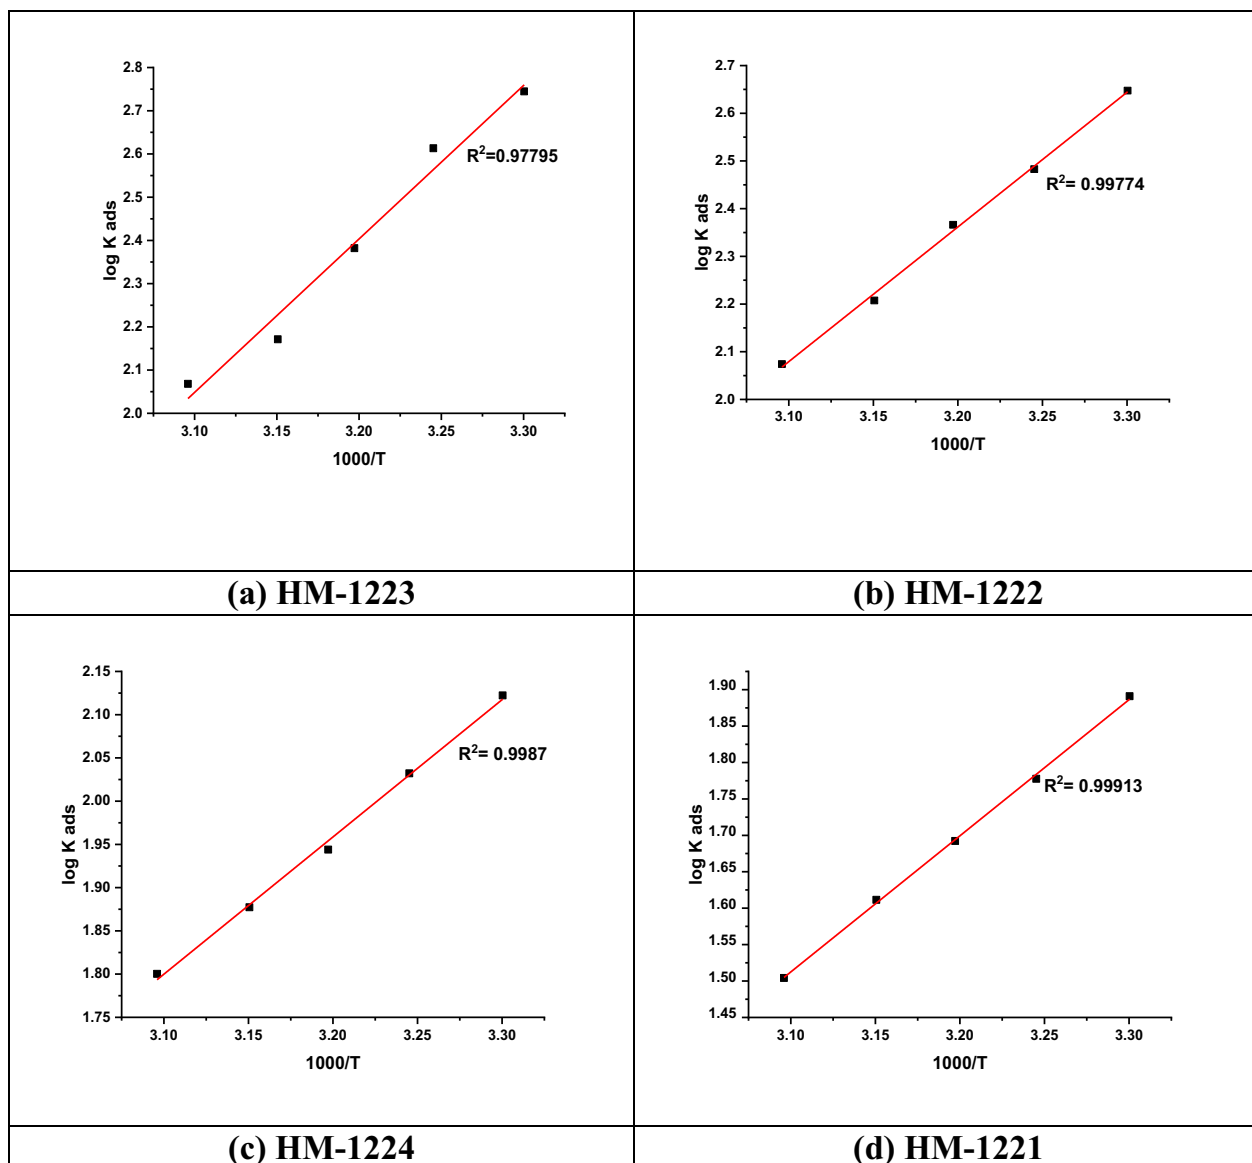 2.8
2.7
2.6
2.5
2.4
2.3
2.2
2.1
2.0
log K ads
R²=0.97795
3.10 3.15 3.20 3.25 3.30
1000/T
(a) HM-1223
2.7
2.6
2.5
2.4
2.3
2.2
2.1
2.0
log K ads
R²= 0.99774
3.10 3.15 3.20 3.25 3.30
1000/T
(b) HM-1222
2.15
2.10
2.05
2.00
1.95
1.90
1.85
1.80
1.75
log K ads
R²= 0.9987
3.10 3.15 3.20 3.25 3.30
1000/T
(c) HM-1224
1.90
1.85
1.80
1.75
1.70
1.65
1.60
1.55
1.50
1.45
log K ads
R²= 0.99913
3.10 3.15 3.20 3.25 3.30
1000/T
(d) HM-1221